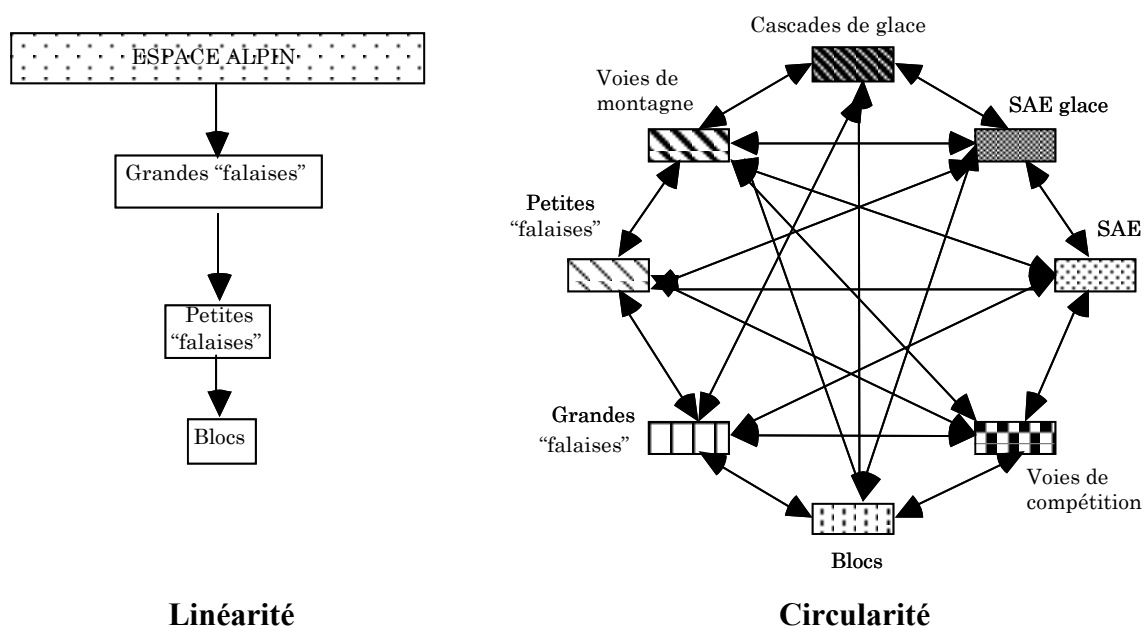 ESPACE ALPIN
Grandes “falaises”
Petites
“falaises”
Blocs
Linéarité
Cascades de glace
Voies de
montagne
SAE glace
Petites
“falaises”
SAE
Grandes
“falaises”
Voies de
compétition
Blocs
Circularité